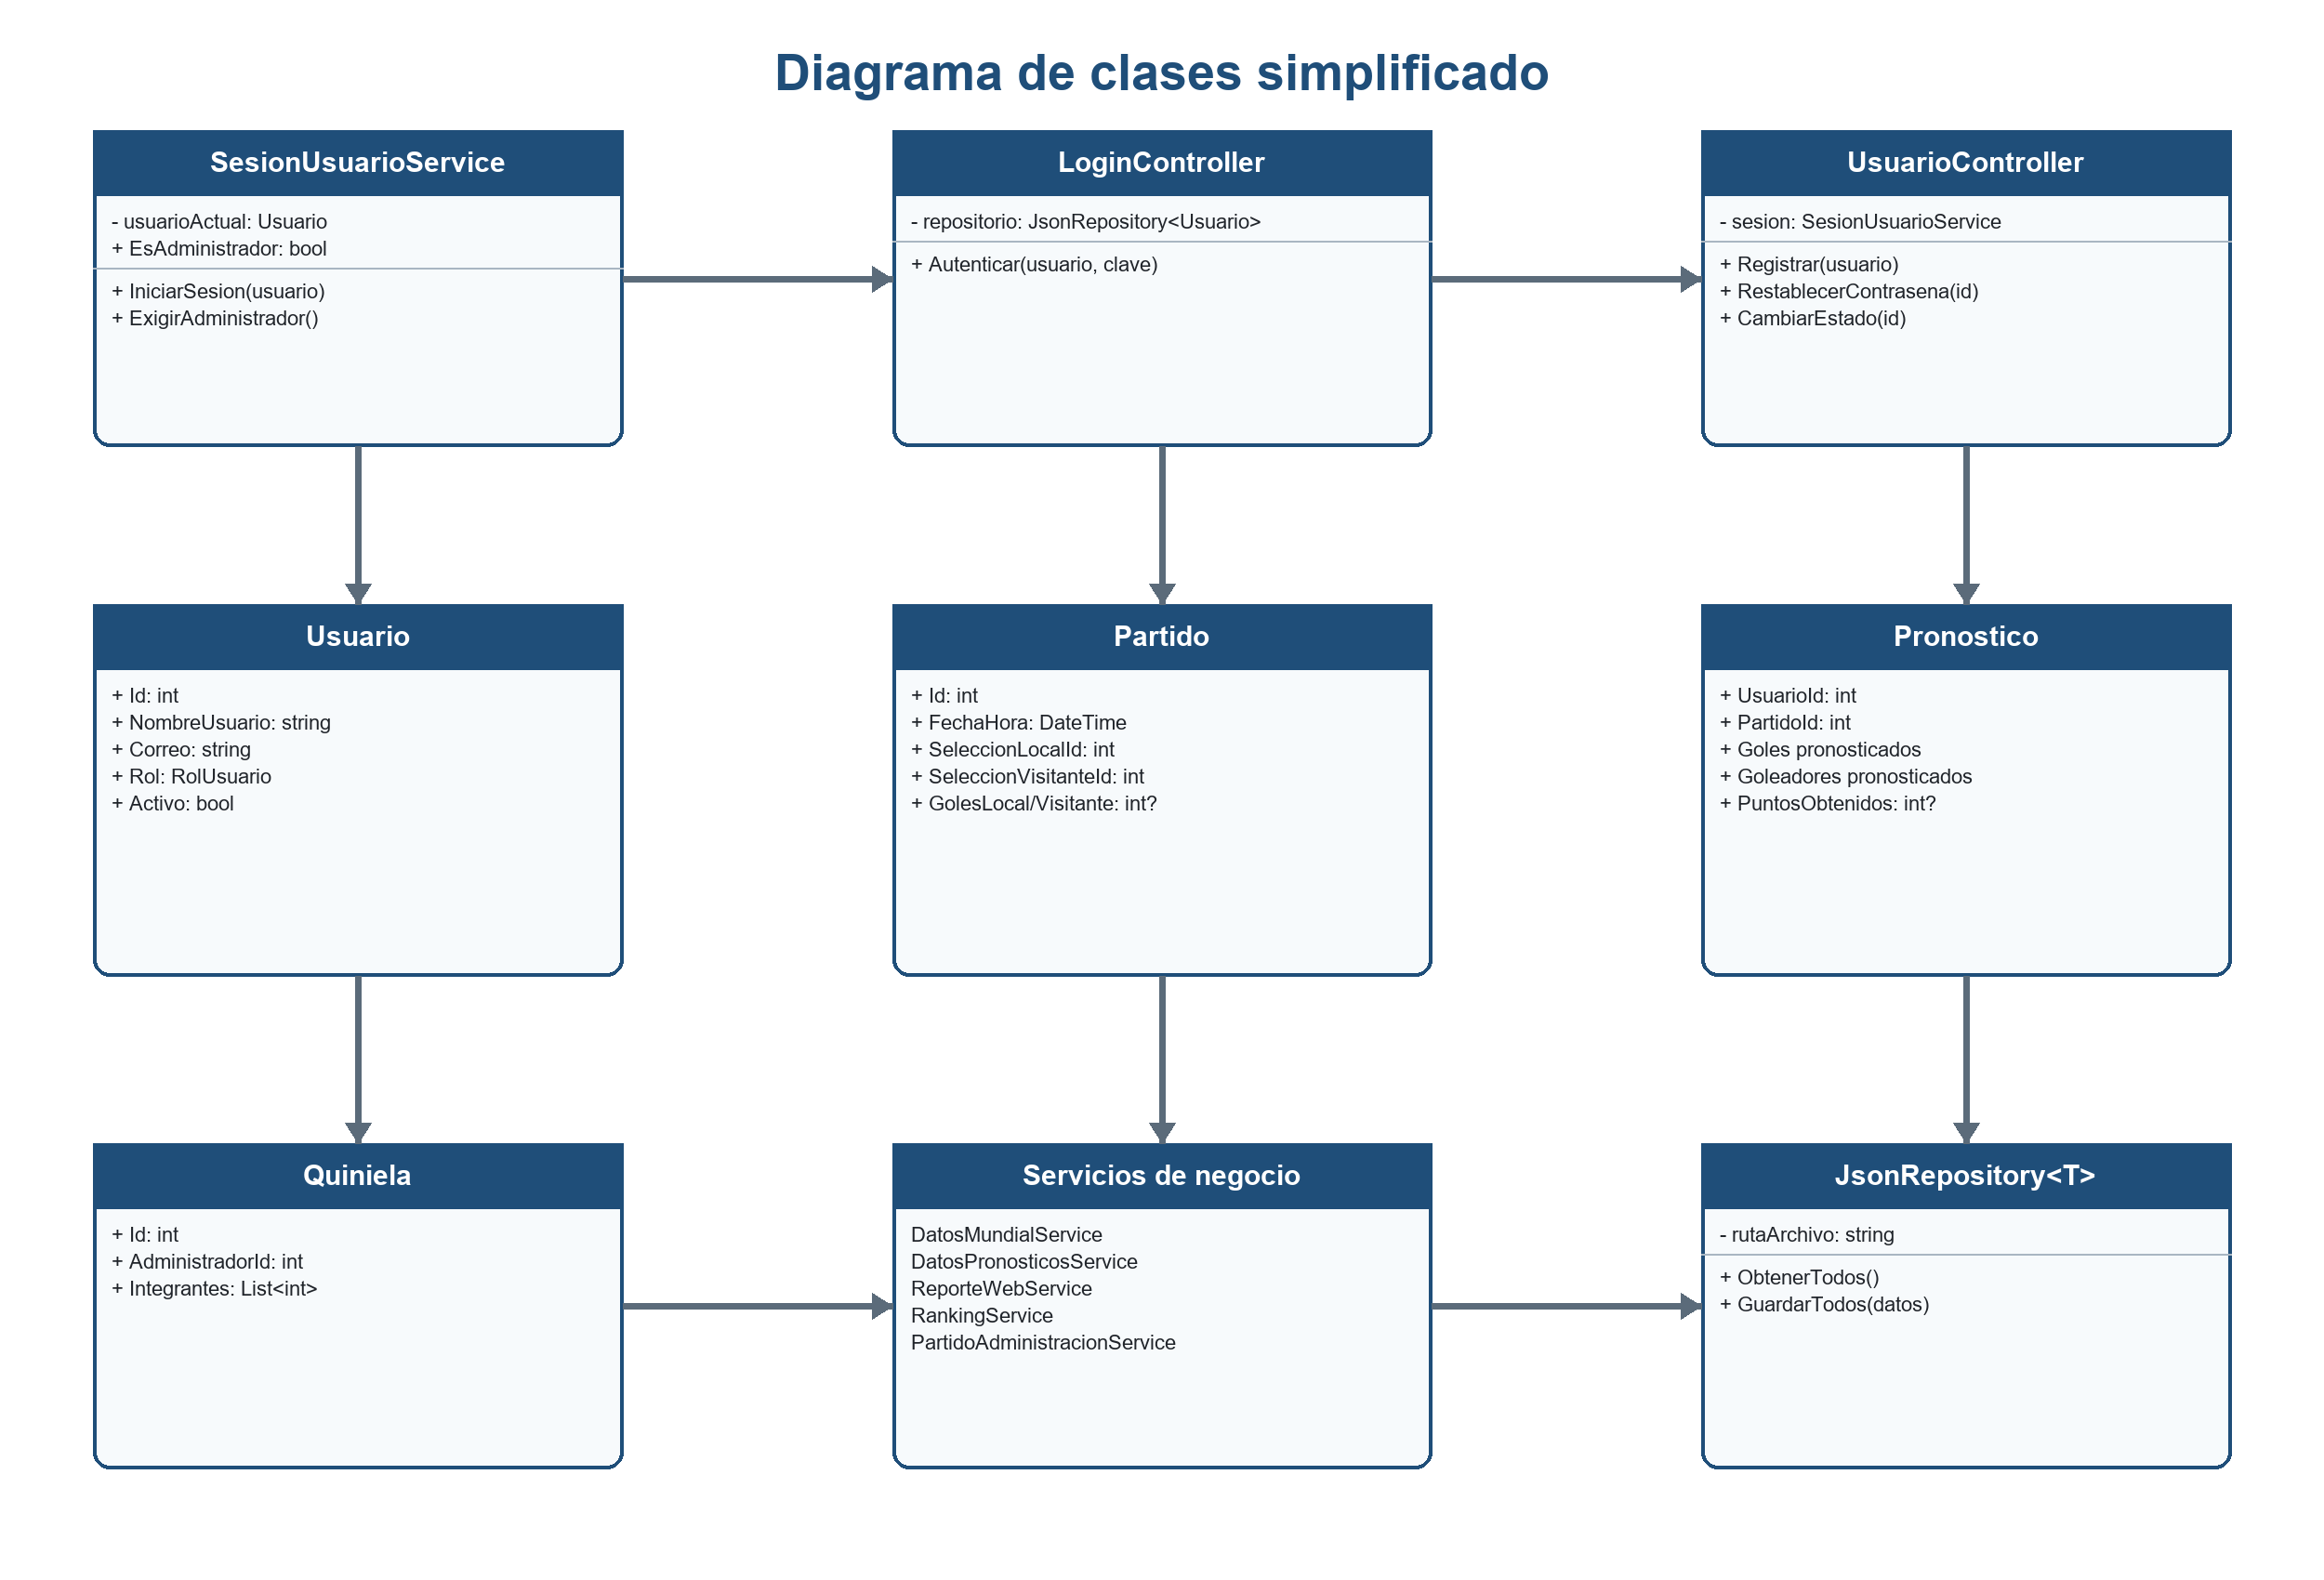 Diagrama de clases simplificado
SesionUsuarioService
- usuarioActual: Usuario
+ EsAdministrador: bool
+ IniciarSesion(usuario)
+ ExigirAdministrador()
LoginController
- repositorio: JsonRepository<Usuario>
+ Autenticar(usuario, clave)
UsuarioController
- sesion: SesionUsuarioService
+ Registrar(usuario)
+ RestablecerContrasena(id)
+ CambiarEstado(id)
Usuario
+ Id: int
+ NombreUsuario: string
+ Correo: string
+ Rol: RolUsuario
+ Activo: bool
Partido
+ Id: int
+ FechaHora: DateTime
+ SeleccionLocalId: int
+ SeleccionVisitanteId: int
+ GolesLocal/Visitante: int?
Pronostico
+ UsuarioId: int
+ PartidoId: int
+ Goles pronosticados
+ Goleadores pronosticados
+ PuntosObtenidos: int?
Quiniela
+ Id: int
+ AdministradorId: int
+ Integrantes: List<int>
Servicios de negocio
DatosMundialService
DatosPronosticosService
ReporteWebService
RankingService
PartidoAdministracionService
JsonRepository<T>
- rutaArchivo: string
+ ObtenerTodos()
+ GuardarTodos(datos)